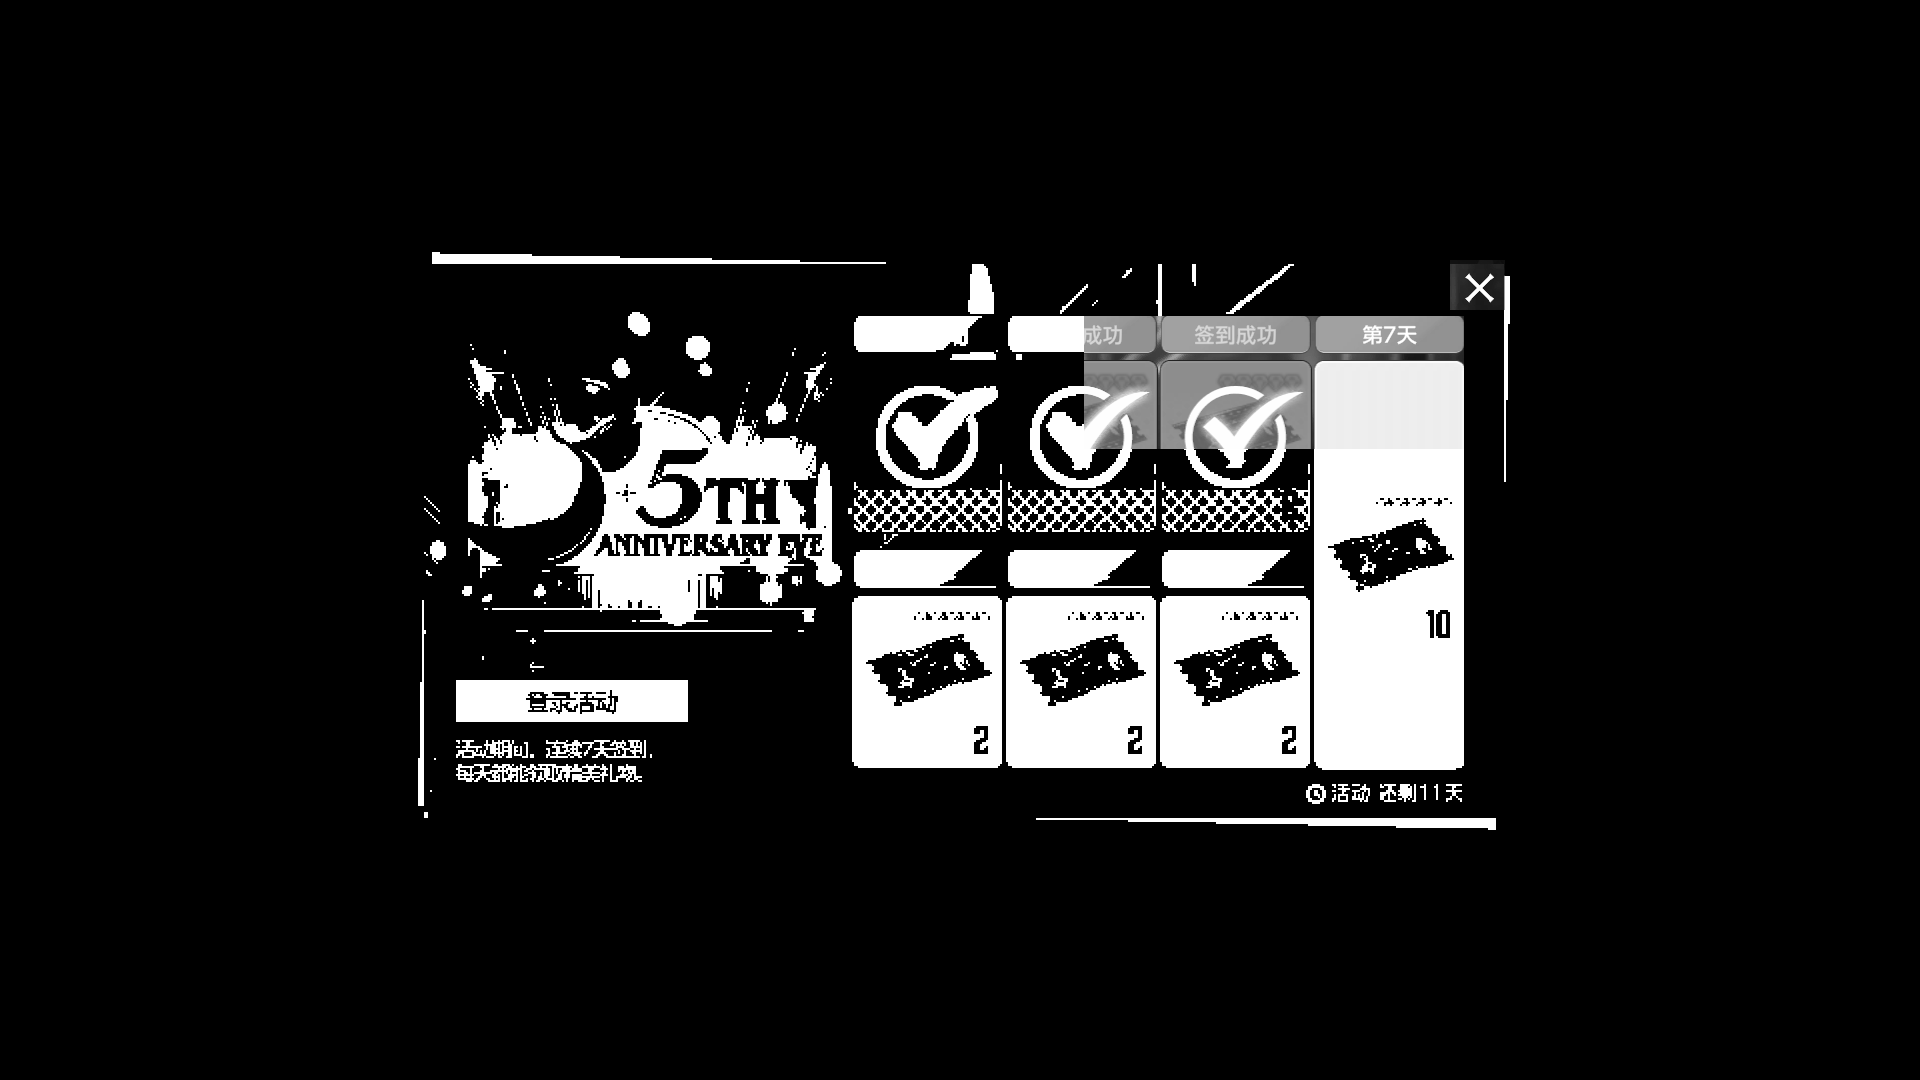 成功
签到成功
第7天
5TH
ANNIVERSARY EVE
10
2
2
2
登录活动
活动期间，连续7天签到，
每天都能领取精美礼物。
活动 还剩11天